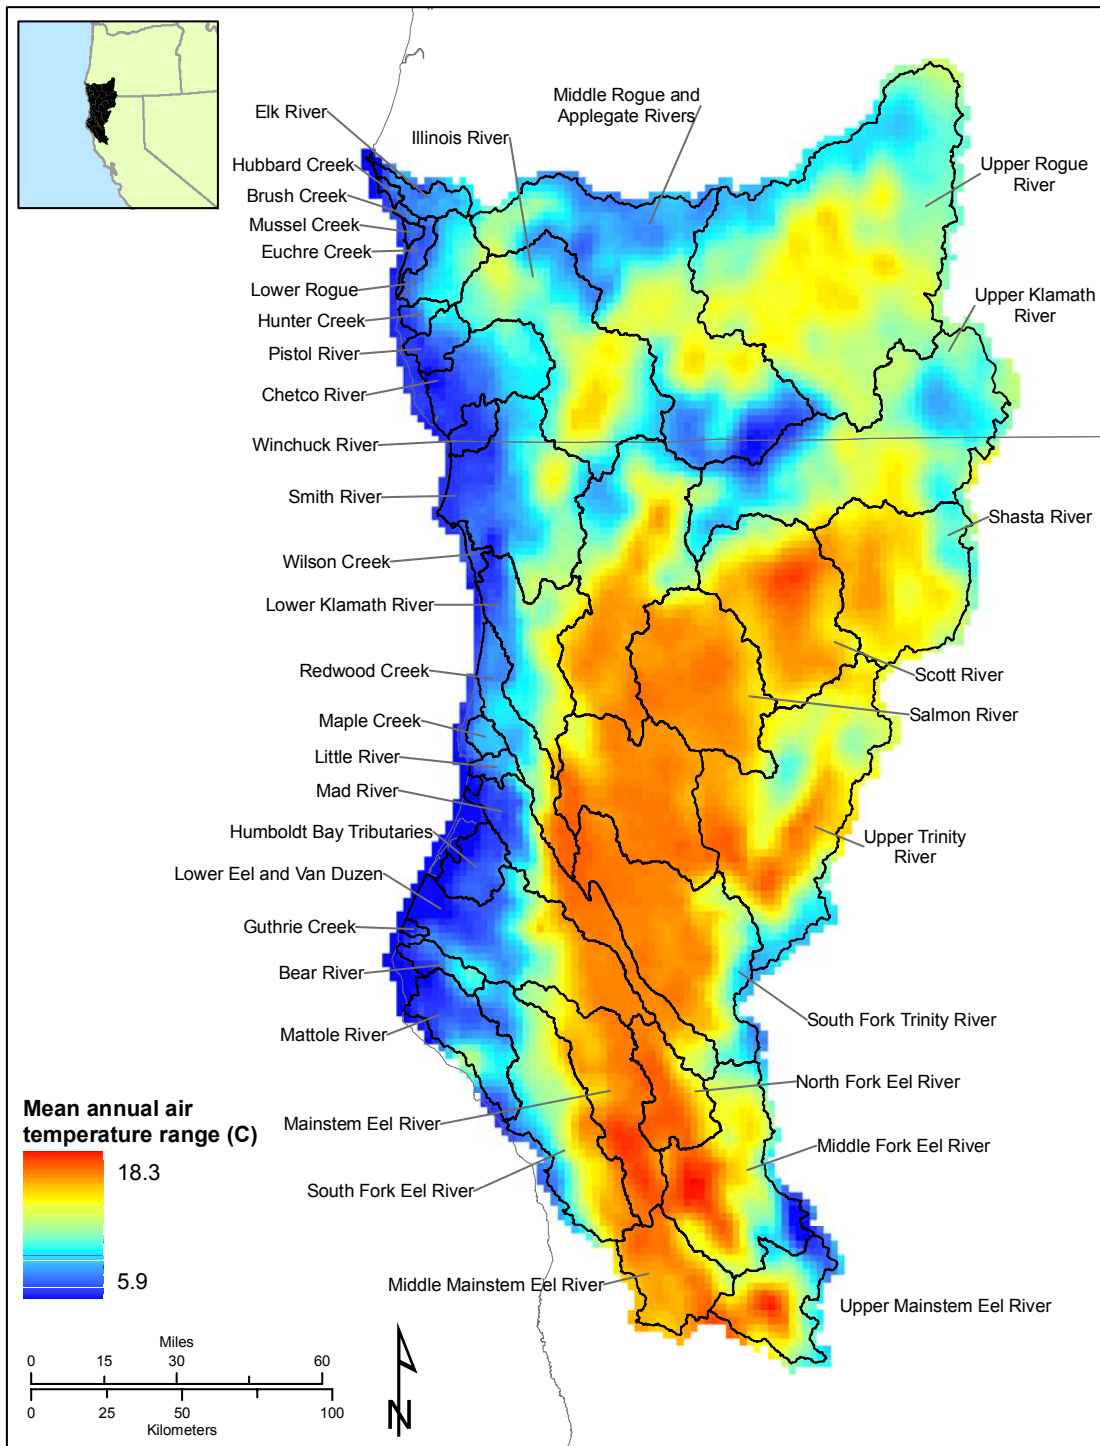 Elk River
Middle Rogue and
Applegate Rivers
Illinois River
Hubbard Creek
Upper Rogue
River
Brush Creek
Mussel Creek
Euchre Creek
Lower Rogue
Upper Klamath
River
Hunter Creek
Pistol River
Chetco River
Winchuck River
Smith River
Shasta River
Wilson Creek
Lower Klamath River
Redwood Creek
Scott River
Maple Creek
Salmon River
Little River
Mad River
Humboldt Bay Tributaries
Upper Trinity
River
Lower Eel and Van Duzen
Guthrie Creek
Bear River
South Fork Trinity River
Mattole River
North Fork Eel River
Mainstem Eel River
Middle Fork Eel River
South Fork Eel River
Middle Mainstem Eel River
Upper Mainstem Eel River
Mean annual air
temperature range (C)
18.3
5.9
Miles
0 15 30 60
0 25 50 100
Kilometers
N